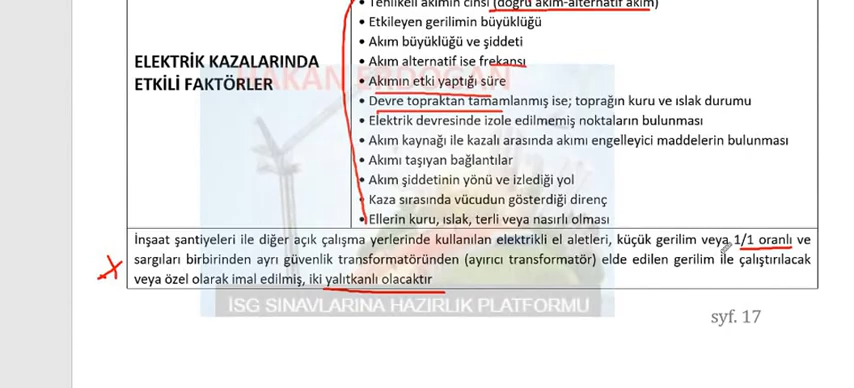 • Tehlikeli akımın cinsi (doğru akım-alternatif akım)
• Etkileyen gerilimin büyüklüğü
• Akım büyüklüğü ve şiddeti
ELEKTRİK KAZALARINDA
ETKİLİ FAKTÖRLER
• Akım alternatif ise frekansı
• Akımın etki yaptığı süre
• Devre topraktan tamamlanmış ise; toprağın kuru ve ıslak durumu
• Elektrik devresinde izole edilmemiş noktaların bulunması
• Akım kaynağı ile kazalı arasında akımı engelleyici maddelerin bulunması
• Akımı taşıyan bağlantılar
• Akım şiddetinin yönü ve izlediği yol
• Kaza sırasında vücudun gösterdiği direnç
• Ellerin kuru, ıslak, terli veya nasırlı olması
HAKAN ERDOĞAN
İnşaat şantiyeleri ile diğer açık çalışma yerlerinde kullanılan elektrikli el aletleri, küçük gerilim veya 1/1 oranlı ve
sargıları birbirinden ayrı güvenlik transformatöründen (ayırıcı transformatör) elde edilen gerilim ile çalıştırılacak
veya özel olarak imal edilmiş, iki yalıtkanlı olacaktır
İSG SINAVLARINA HAZIRLIK PLATFORMU
syf. 17